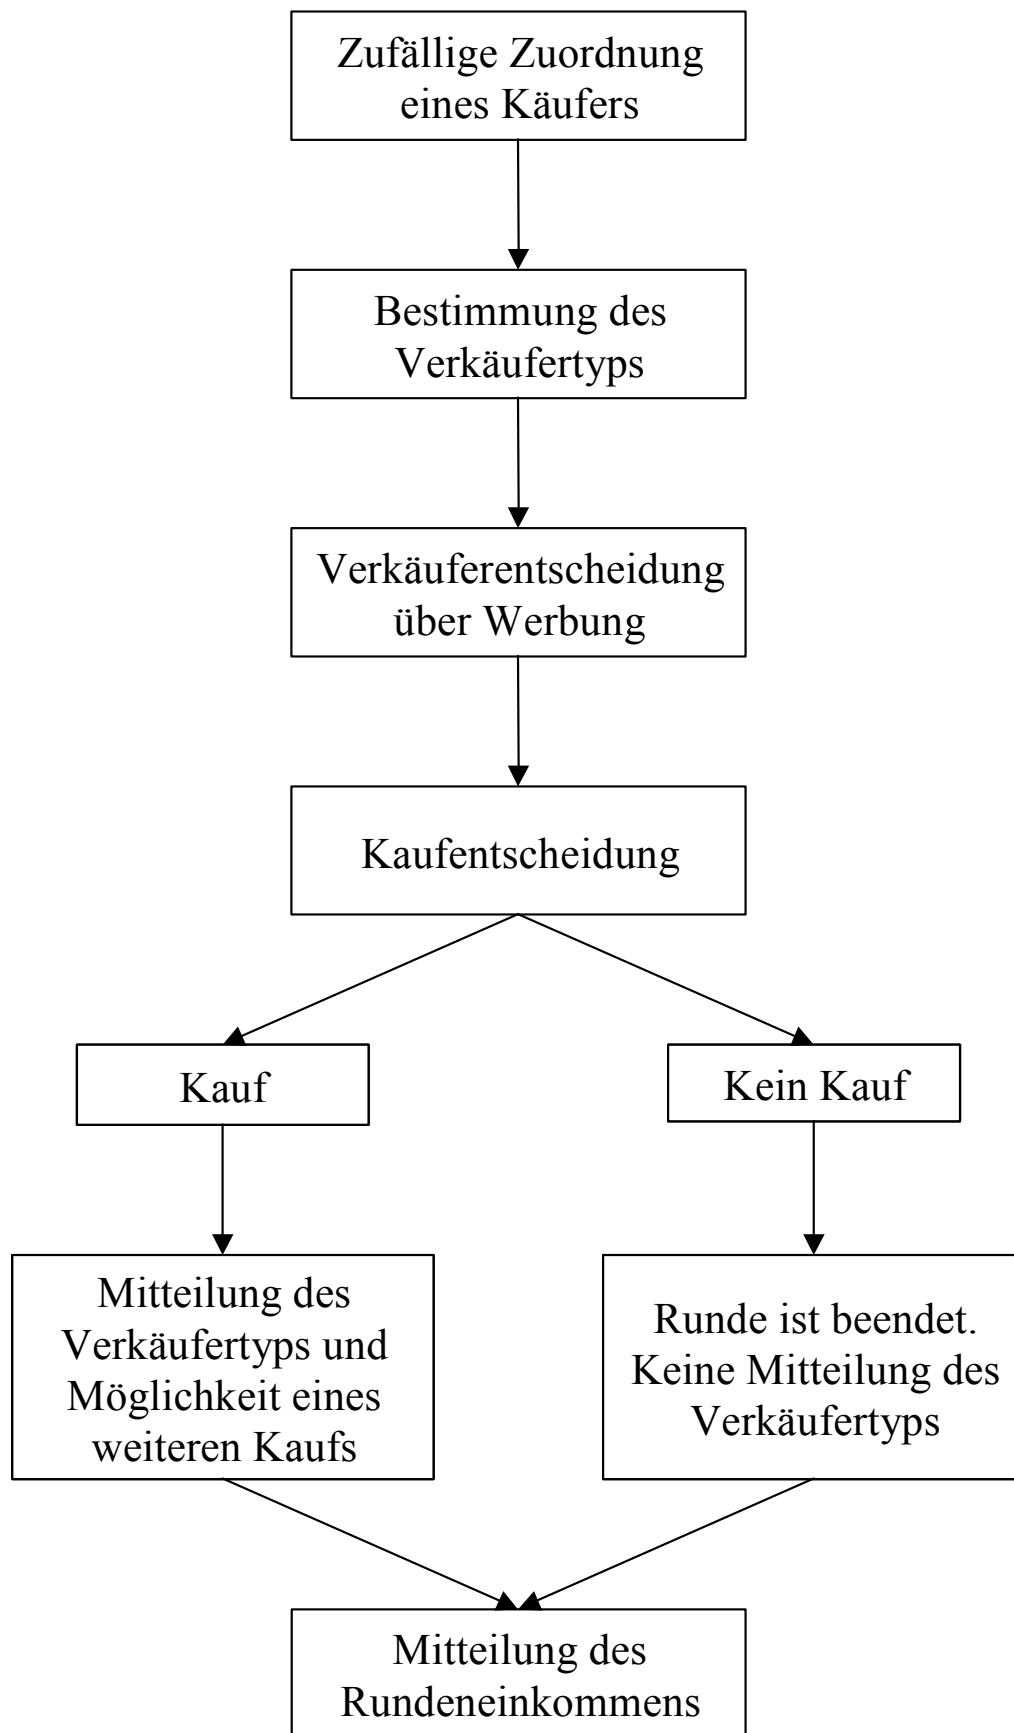 Zufällige Zuordnung
eines Käufers
Bestimmung des
Verkäufertyps
Verkäuferentscheidung
über Werbung
Kaufentscheidung
Kauf
Kein Kauf
Mitteilung des
Verkäufertyps und
Möglichkeit eines
weiteren Kaufs
Runde ist beendet.
Keine Mitteilung des
Verkäufertyps
Mitteilung des
Rundeneinkommens